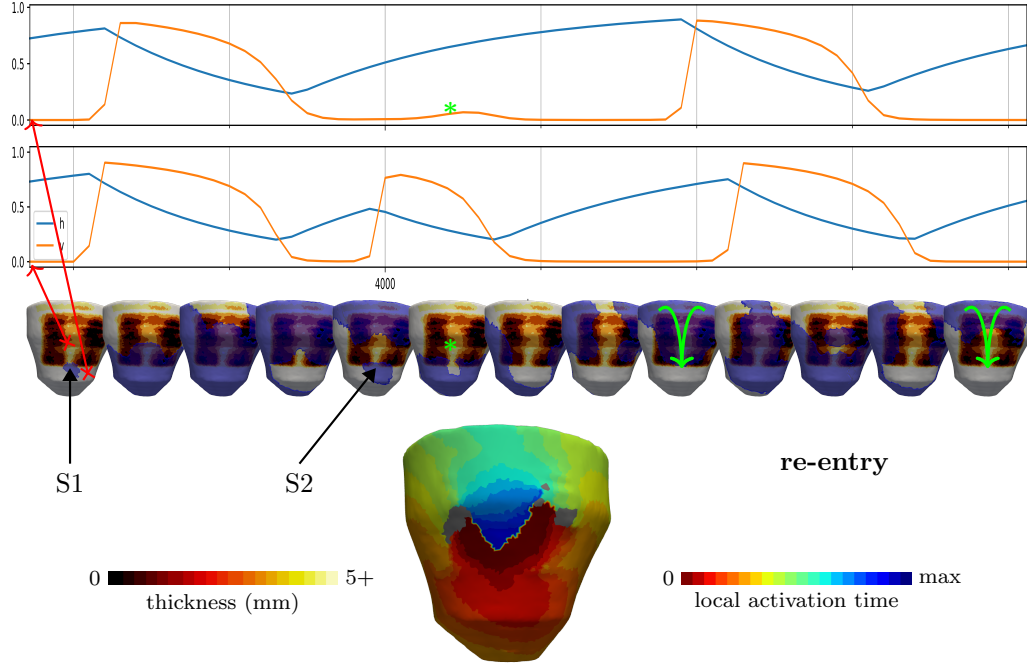 1.0
0.5
*
0.0
1.0
0.5
h
v
0.0
4000
*
S1
S2
re-entry
0 5+
thickness (mm)
0 max
local activation time